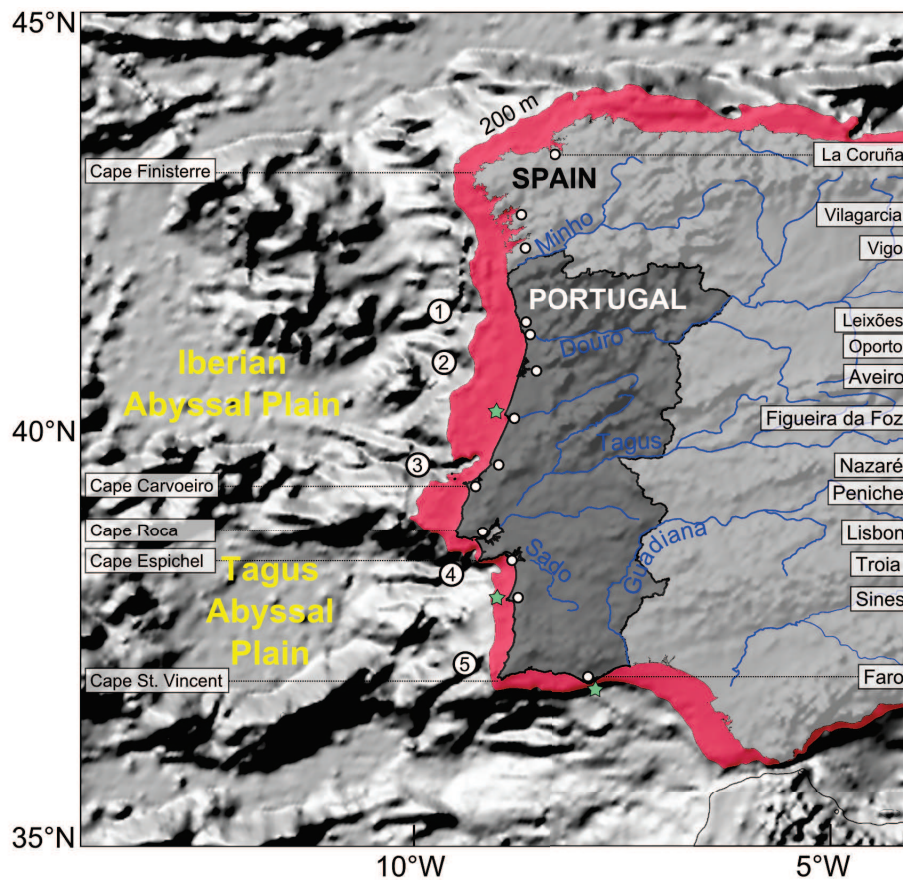 45°N
200 m
La Coruña
Cape Finisterre
SPAIN
Vilagarcia
Minho
Vigo
PORTUGAL
1
Leixões
Douro
Oporto
2
Iberian
Abyssal Plain
Aveiro
Figueira da Foz
40°N
Tagus
3
Nazaré
Cape Carvoeiro
Peniche
Cape Roca
Lisbon
Guadiana
Sado
Cape Espichel
Troia
4
Tagus
Abyssal
Plain
Sines
5
Cape St. Vincent
Faro
35°N
10°W
5°W